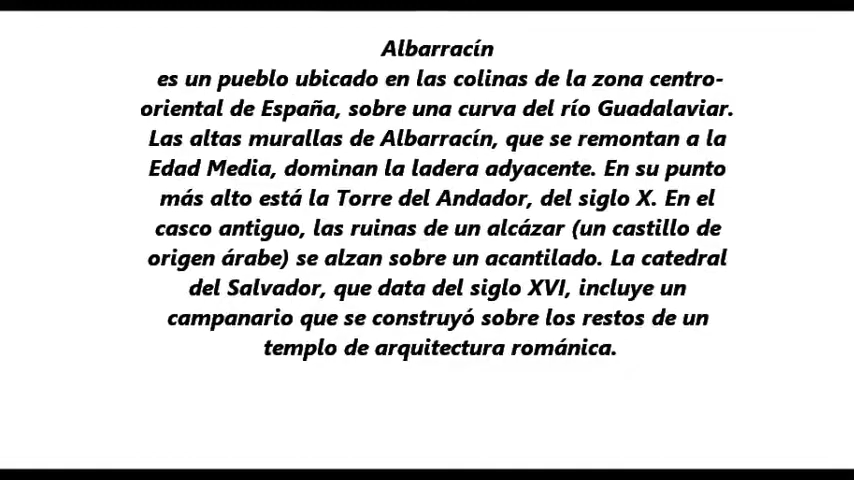 Albarracín
es un pueblo ubicado en las colinas de la zona centro-
oriental de España, sobre una curva del río Guadalaviar.
Las altas murallas de Albarracín, que se remontan a la
Edad Media, dominan la ladera adyacente. En su punto
más alto está la Torre del Andador, del siglo X. En el
casco antiguo, las ruinas de un alcázar (un castillo de
origen árabe) se alzan sobre un acantilado. La catedral
del Salvador, que data del siglo XVI, incluye un
campanario que se construyó sobre los restos de un
templo de arquitectura románica.